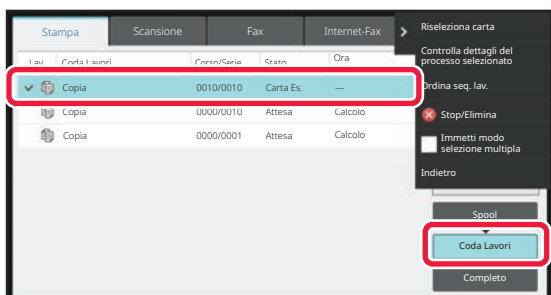 Stampa Scansione Fax Internet-Fax
Lav. Coda Lavori Corso/Serie Stato Ora
Copia 0010/0010 Carta Es. ---
Copia 0000/0010 Attesa Calcolo
Copia 0000/0001 Attesa Calcolo
Riseleziona carta
Controlla dettagli del
processo selezionato
Ordina seq. lav.
Stop/Elimina
Immetti modo
selezione multipla
Indietro
Spool
Coda Lavori
Completo